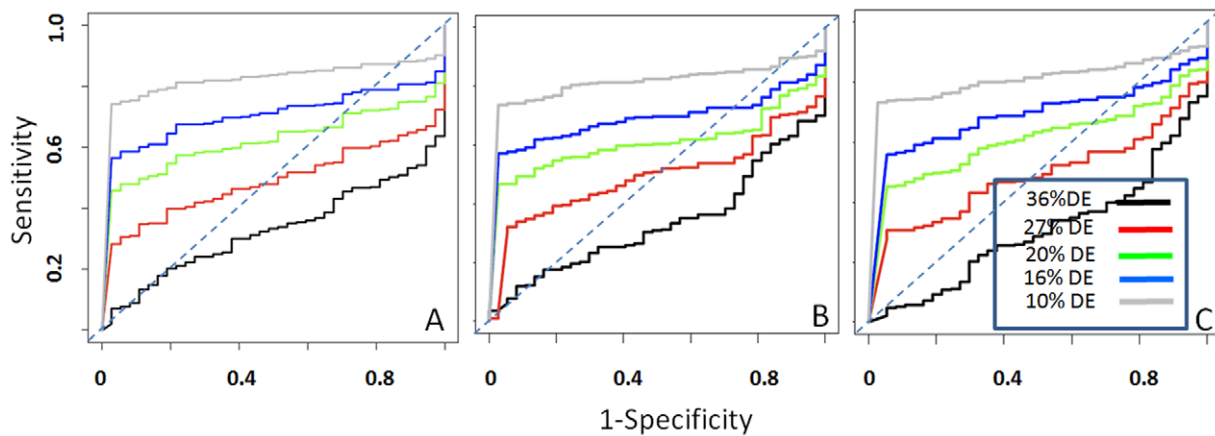 1.0
0.6
0.2
Sensitivity
A
B
C
36%DE
27% DE
20% DE
16% DE
10% DE
0 0.4 0.8 0 0.4 0.8 0 0.4 0.8
1-Specificity